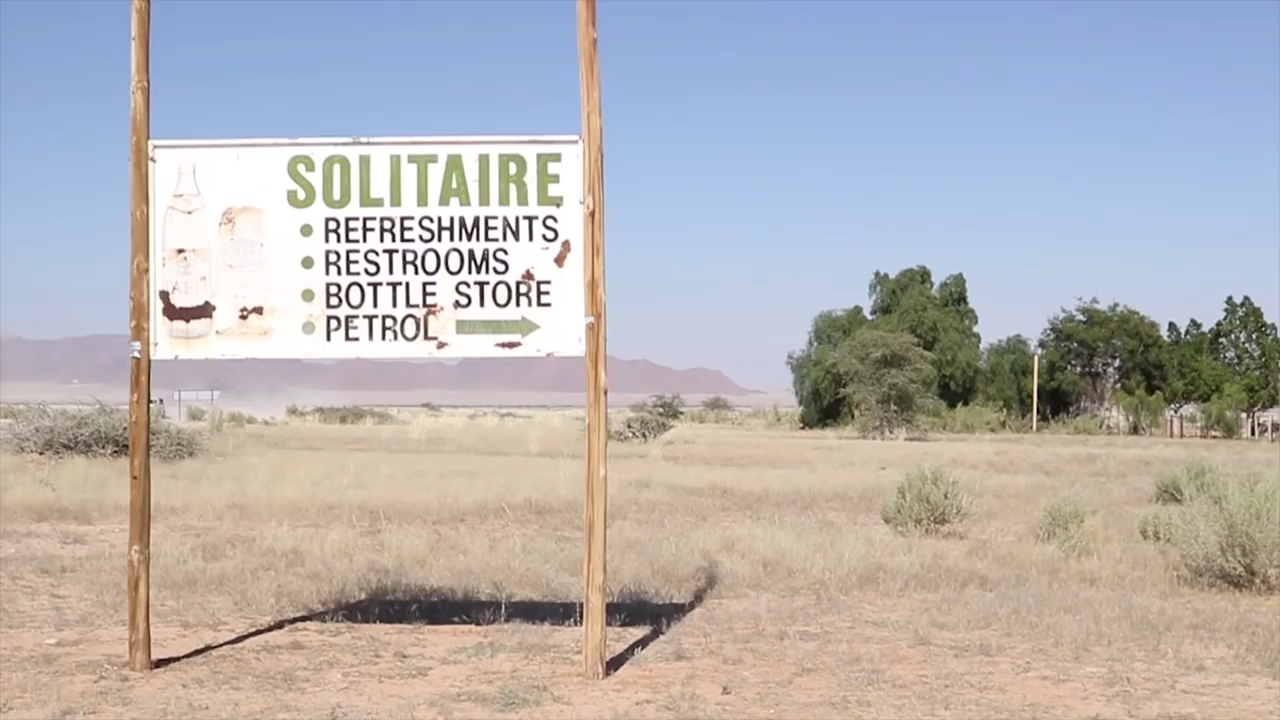 SOLITAIRE
• REFRESHMENTS
• RESTROOMS
• BOTTLE STORE
• PETROL